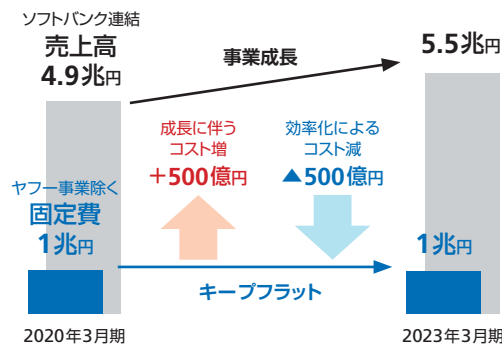 ソフトバンク連結
売上高
4.9兆円
事業成長
5.5兆円
成長に伴う
コスト増
+500億円
効率化による
コスト減
▲500億円
ヤフー事業除く
固定費
1兆円
1兆円
キープフラット
2020年3月期
2023年3月期